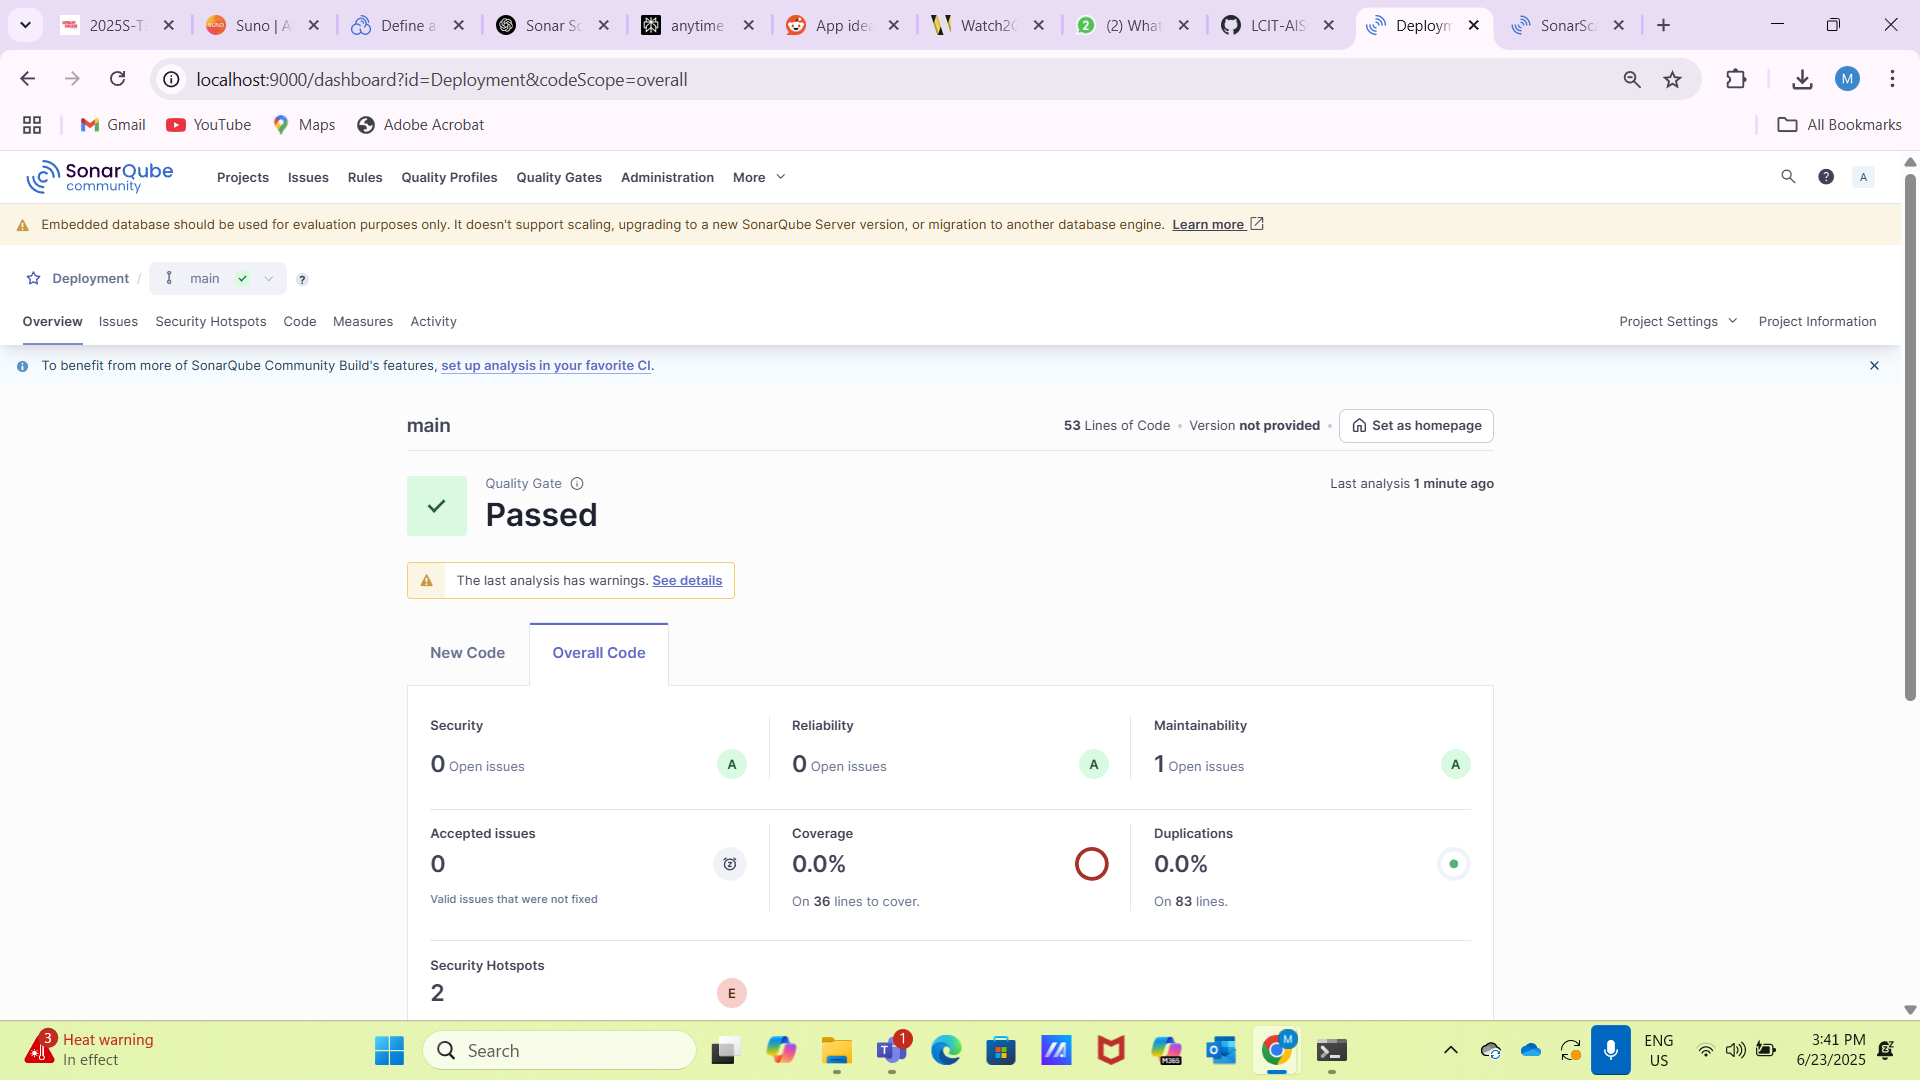 2025S-T
Suno | A
Define a
Sonar Sc
anytime
App idea
Watch2G
(2) What
LCIT-AIS
Deploym
SonarSca
localhost:9000/dashboard?id=Deployment&codeScope=overall
M
Gmail
YouTube
Maps
Adobe Acrobat
All Bookmarks
SonarQube
community
Projects
Issues
Rules
Quality Profiles
Quality Gates
Administration
More
?
A
Embedded database should be used for evaluation purposes only. It doesn't support scaling, upgrading to a new SonarQube Server version, or migration to another database engine. Learn more
Deployment / main ?
Overview
Issues
Security Hotspots
Code
Measures
Activity
Project Settings
Project Information
To benefit from more of SonarQube Community Build's features, set up analysis in your favorite CI.
main
53 Lines of Code • Version not provided •
Set as homepage
Quality Gate
Passed
Last analysis 1 minute ago
The last analysis has warnings. See details
New Code
Overall Code
Security
0 Open issues
A
Reliability
0 Open issues
A
Maintainability
1 Open issues
A
Accepted issues
0
Valid issues that were not fixed
Coverage
0.0%
On 36 lines to cover.
Duplications
0.0%
On 83 lines.
Security Hotspots
2
E
3
Heat warning
In effect
Search
1
M365
M
ENG
US
3:41 PM
6/23/2025